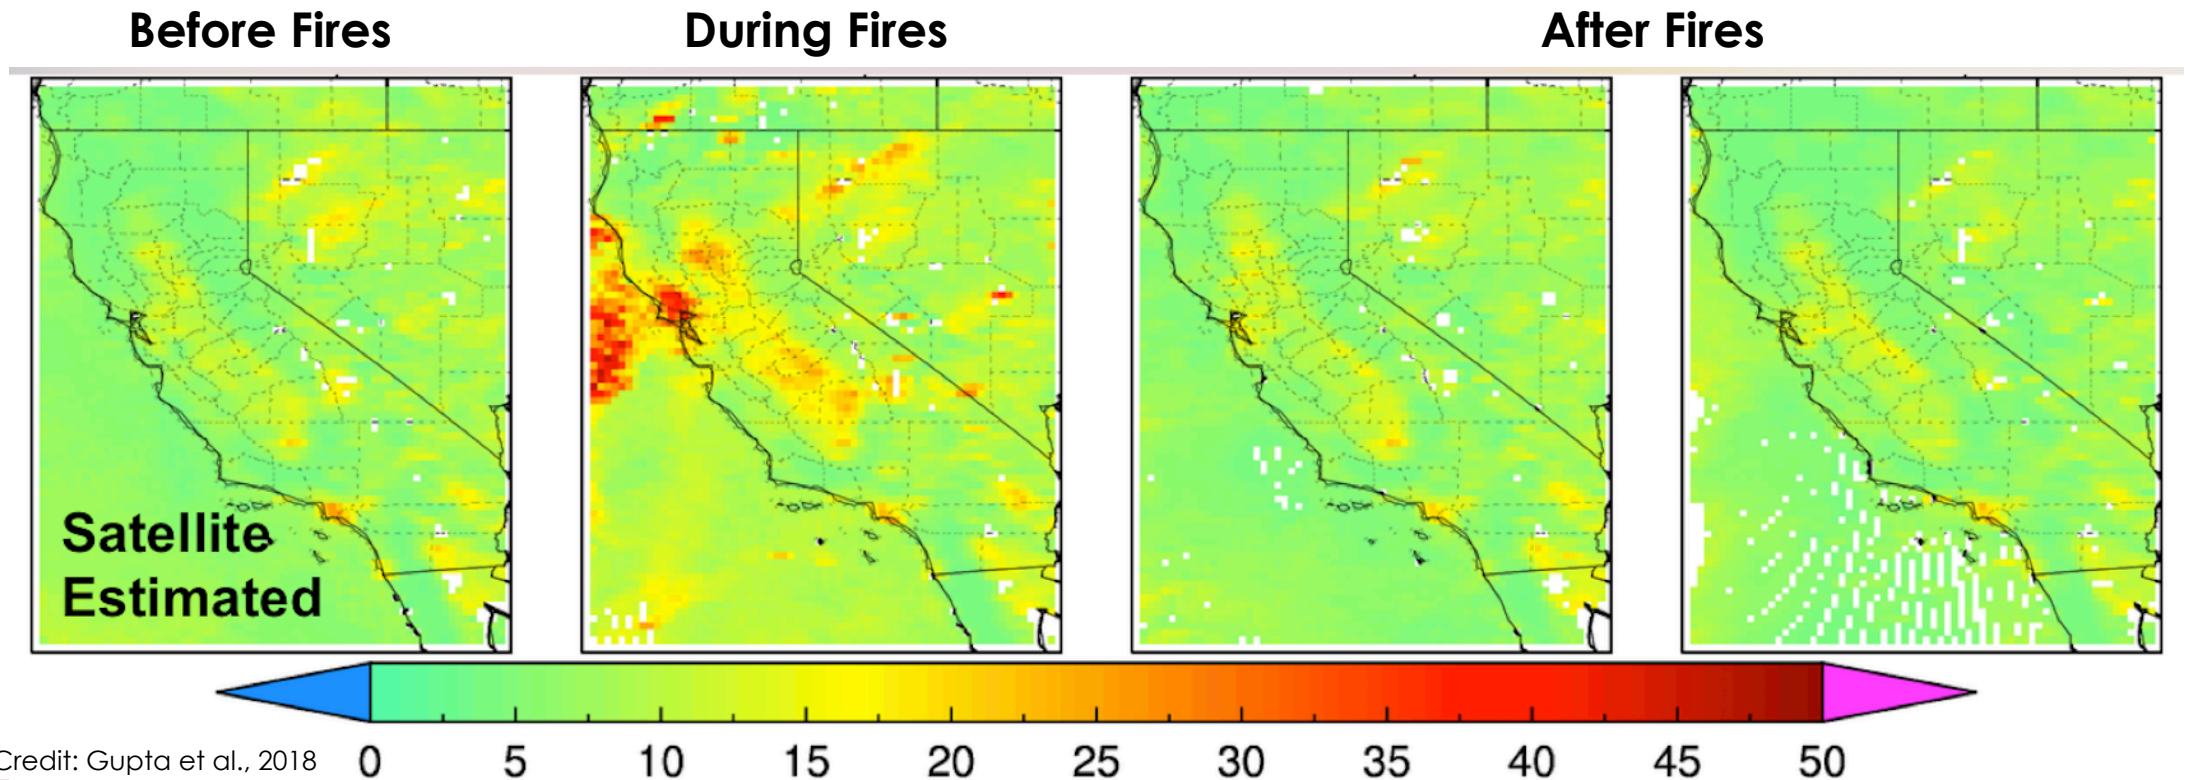 Before Fires
During Fires
After Fires
Satellite
Estimated
0 5 10 15 20 25 30 35 40 45 50
Credit: Gupta et al., 2018